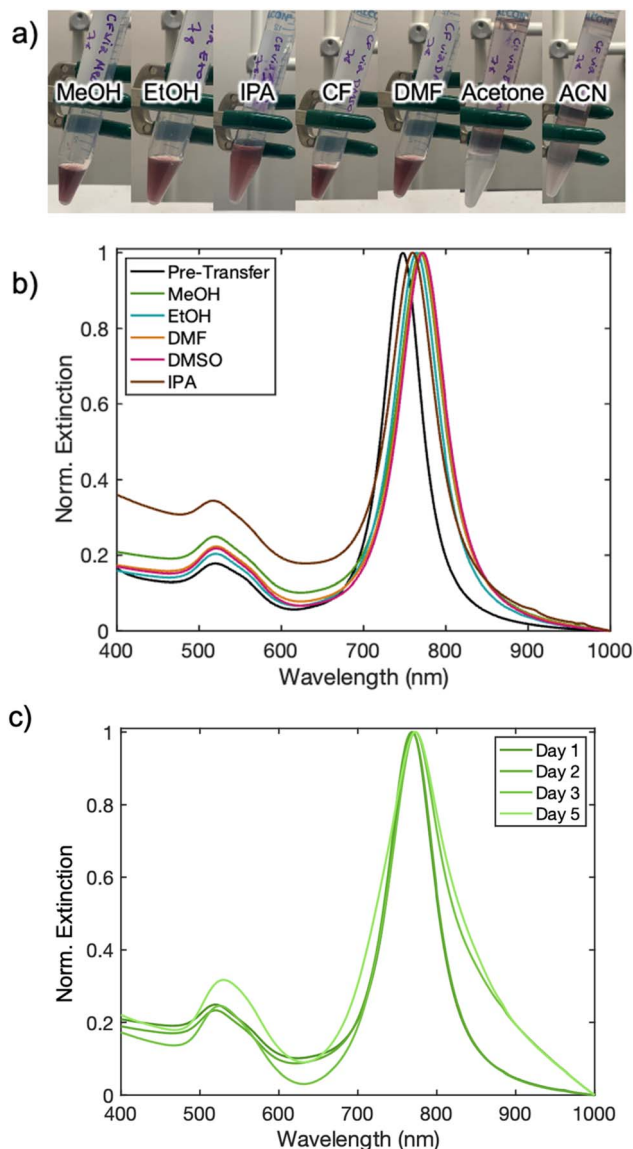 a)
MeOH EtOH IPA CF DMF Acetone ACN
b)
Norm. Extinction
1
0.8
0.6
0.4
0.2
0
Pre-Transfer
MeOH
EtOH
DMF
DMSO
IPA
400 500 600 700 800 900 1000
Wavelength (nm)
c)
Norm. Extinction
1
0.8
0.6
0.4
0.2
0
Day 1
Day 2
Day 3
Day 5
400 500 600 700 800 900 1000
Wavelength (nm)